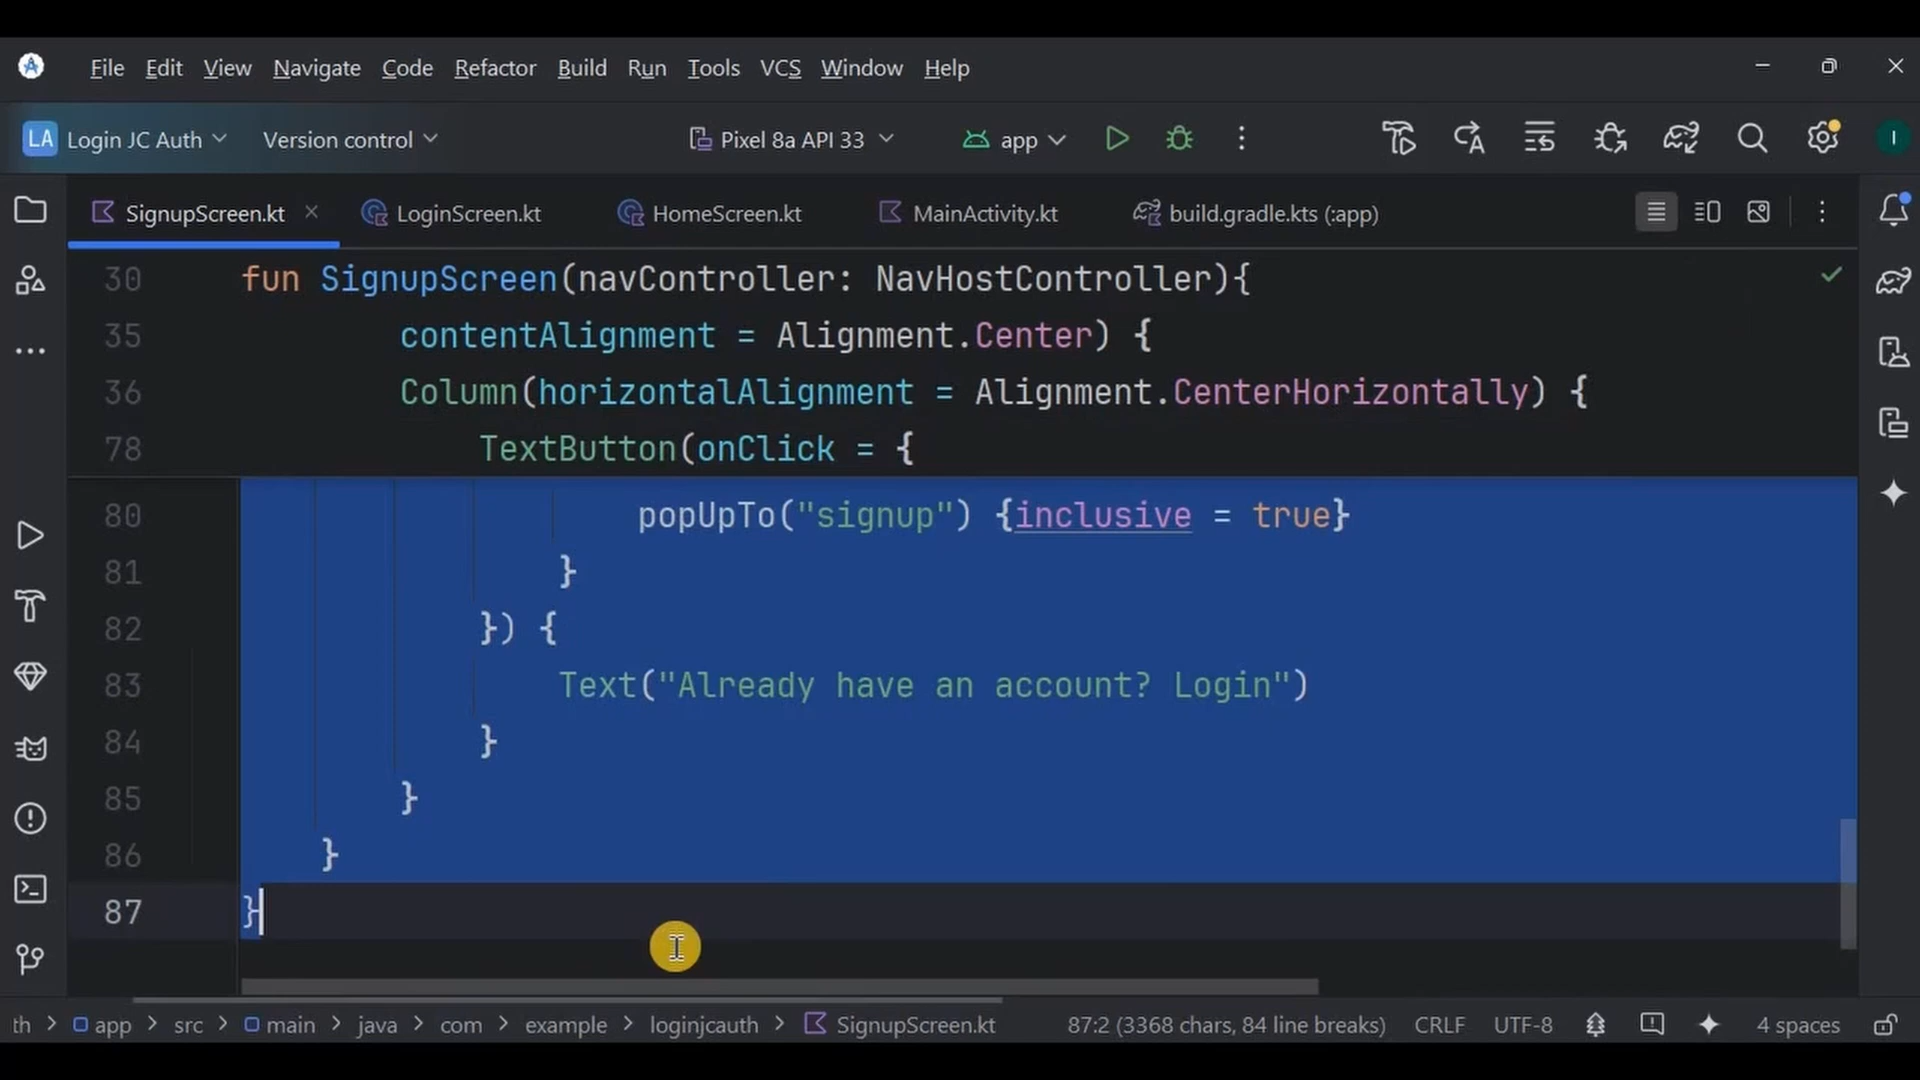 File Edit View Navigate Code Refactor Build Run Tools VCS Window Help
LA Login JC Auth Version control Pixel 8a API 33 app I
SignupScreen.kt LoginScreen.kt HomeScreen.kt MainActivity.kt build.gradle.kts (:app)
30 fun SignupScreen(navController: NavHostController){
35 contentAlignment = Alignment.Center) {
36 Column(horizontalAlignment = Alignment.CenterHorizontally) {
78 TextButton(onClick = {
80 popUpTo("signup") {inclusive = true}
81 }
82 }) {
83 Text("Already have an account? Login")
84 }
85 }
86 }
87 }
th > app > src > main > java > com > example > loginjcauth > SignupScreen.kt 87:2 (3368 chars, 84 line breaks) CRLF UTF-8 4 spaces